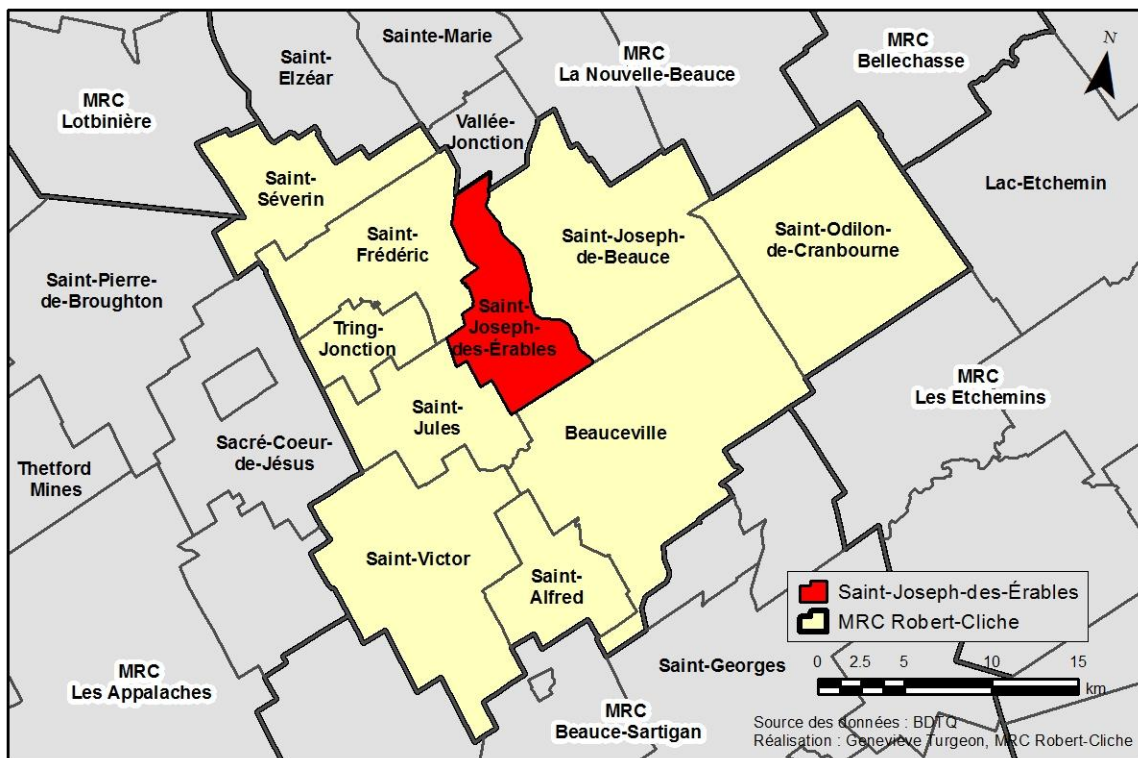 Sainte-Marie
Saint-
Elzéar
MRC
La Nouvelle-Beauce
MRC
Bellechasse
N
MRC
Lotbinière
Vallée-
Jonction
Saint-
Séverin
Lac-Etchemin
Saint-
Frédéric
Saint-Joseph-
de-Beauce
Saint-Odilon-
de-Cranbourne
Saint-Pierre-
de-Broughton
Tring-
Jonction
Saint-
Joseph-
des-Érables
MRC
Les Etchemins
Saint-
Jules
Beauceville
Sacré-Coeur-
de-Jésus
Thetford
Mines
Saint-Victor
Saint-
Alfred
Saint-Joseph-des-Érables
MRC Robert-Cliche
Saint-Georges
0 2.5 5 10 15
km
MRC
Les Appalaches
MRC
Beauce-Sartigan
Source des données : BDTQ
Réalisation : Geneviève Turgeon, MRC Robert-Cliche